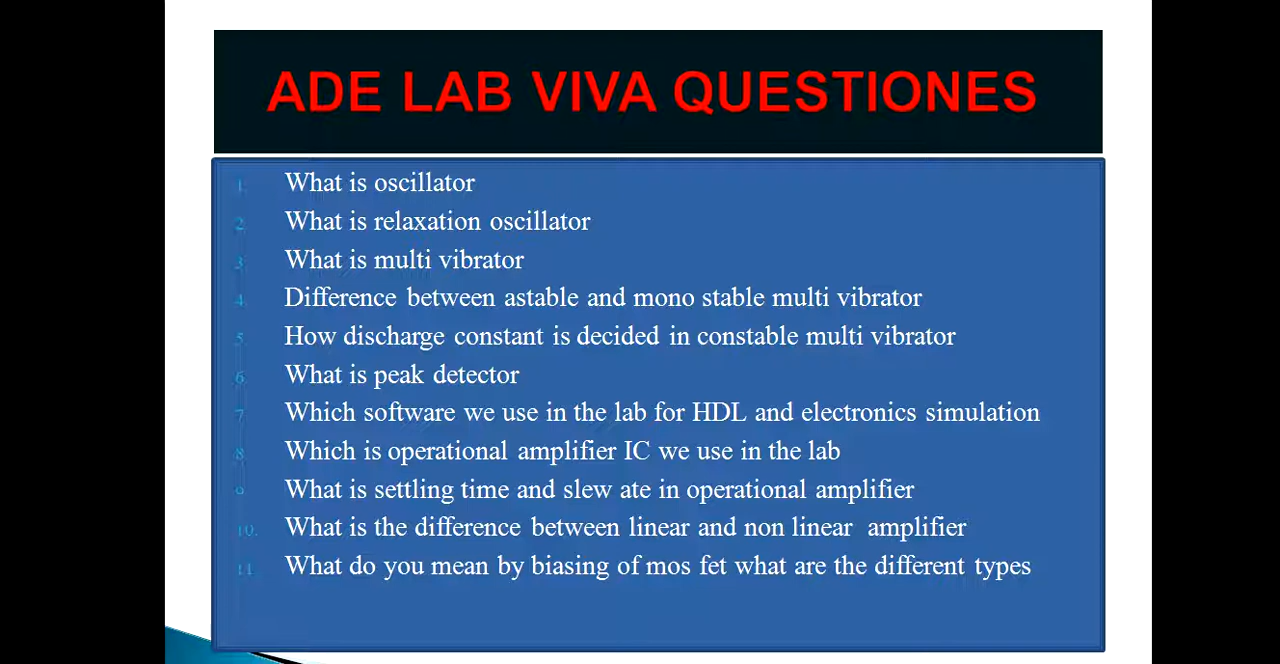 ADE LAB VIVA QUESTIONES
1. What is oscillator
2. What is relaxation oscillator
3. What is multi vibrator
4. Difference between astable and mono stable multi vibrator
5. How discharge constant is decided in constable multi vibrator
6. What is peak detector
7. Which software we use in the lab for HDL and electronics simulation
8. Which is operational amplifier IC we use in the lab
9. What is settling time and slew ate in operational amplifier
10. What is the difference between linear and non linear amplifier
11. What do you mean by biasing of mos fet what are the different types